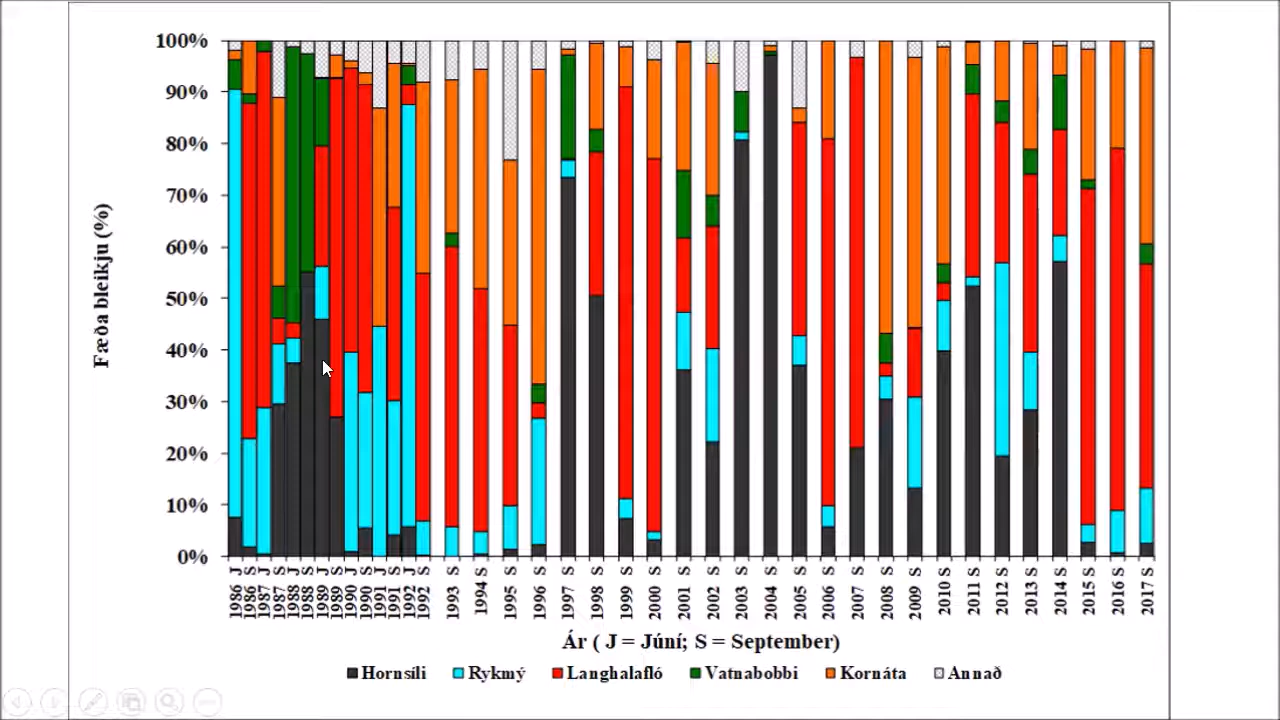 100%
90%
80%
70%
60%
50%
40%
30%
20%
10%
0%
Fæða bleikju (%)
1986 J
1986 S
1987 J
1987 S
1988 J
1988 S
1989 J
1989 S
1990 J
1990 S
1991 J
1991 S
1992 J
1992 S
1993 S
1994 S
1995 S
1996 S
1997 S
1998 S
1999 S
2000 S
2001 S
2002 S
2003 S
2004 S
2005 S
2006 S
2007 S
2008 S
2009 S
2010 S
2011 S
2012 S
2013 S
2014 S
2015 S
2016 S
2017 S
Ár ( J = Júní; S = September)
Hornsíli Rykmý Langhalafló Vatnabobbi Kornáta Annað